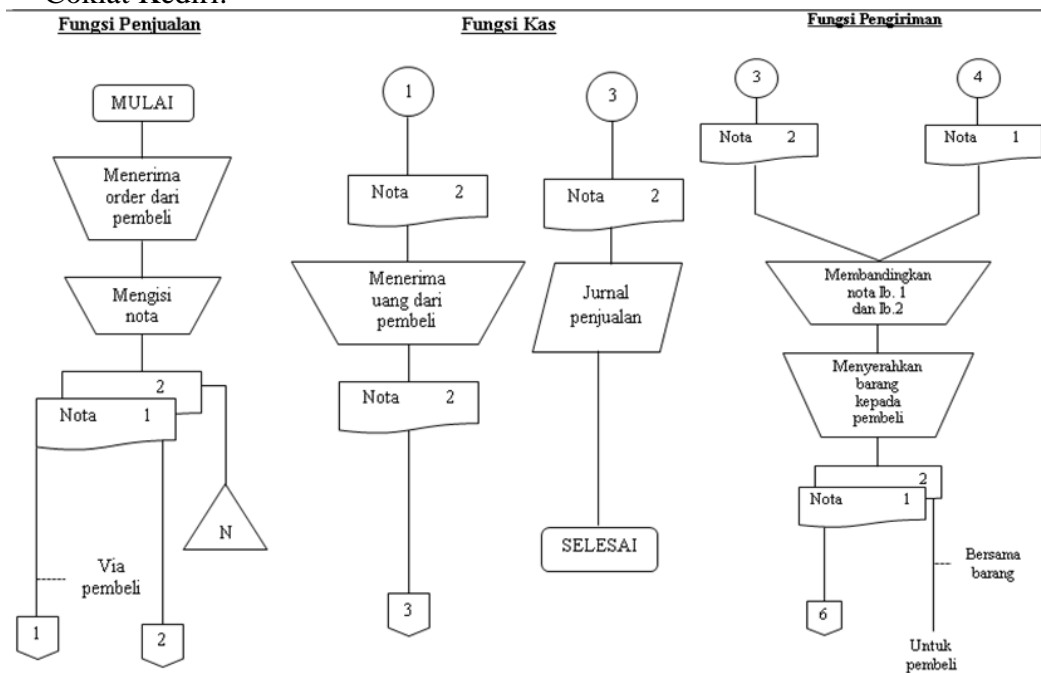 Coklat Kediri.
Fungsi Penjualan
MULAI
Menerima
order dari
pembeli
Mengisi
nota
2
Nota 1
N
Via
pembeli
1
2
Fungsi Kas
1
Nota 2
Menerima
uang dari
pembeli
Nota 2
3
3
Nota 2
Jurnal
penjualan
SELESAI
Fungsi Pengiriman
3
4
Nota 2
Nota 1
Membandingkan
nota lb. 1
dan lb.2
Menyerahkan
barang
kepada
pembeli
2
Nota 1
Bersama
barang
6
Untuk
pembeli